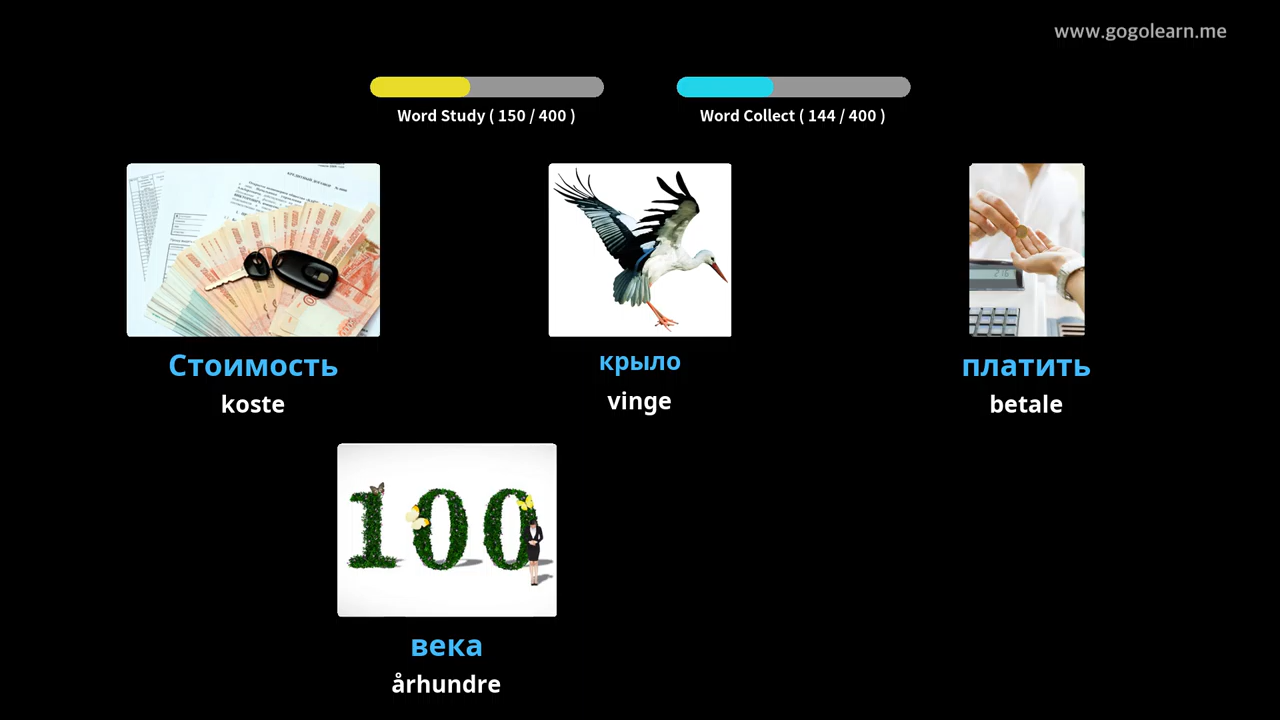 www.gogolearn.me
Word Study ( 150 / 400 )
Word Collect ( 144 / 400 )
Стоимость
koste
крыло
vinge
платить
betale
века
århundre